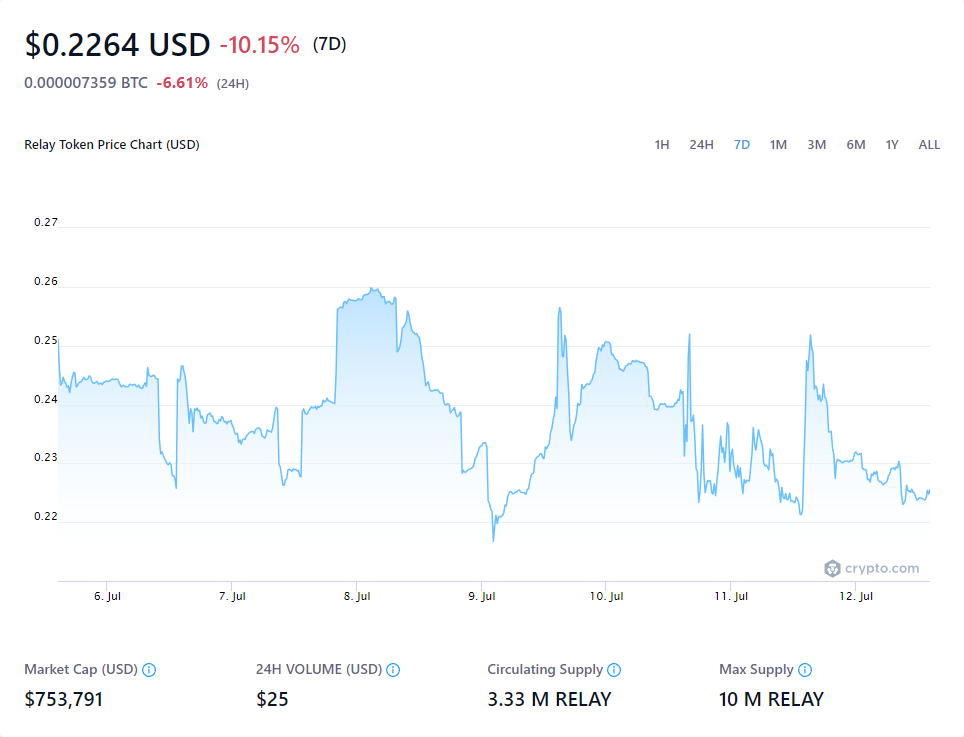 $0.2264 USD -10.15% (7D)
0.000007359 BTC -6.61% (24H)
Relay Token Price Chart (USD) 1H 24H 7D 1M 3M 6M 1Y ALL
0.27
0.26
0.25
0.24
0.23
0.22
crypto.com
6. Jul 7. Jul 8. Jul 9. Jul 10. Jul 11. Jul 12. Jul
Market Cap (USD) 24H VOLUME (USD) Circulating Supply Max Supply
$753,791 $25 3.33 M RELAY 10 M RELAY